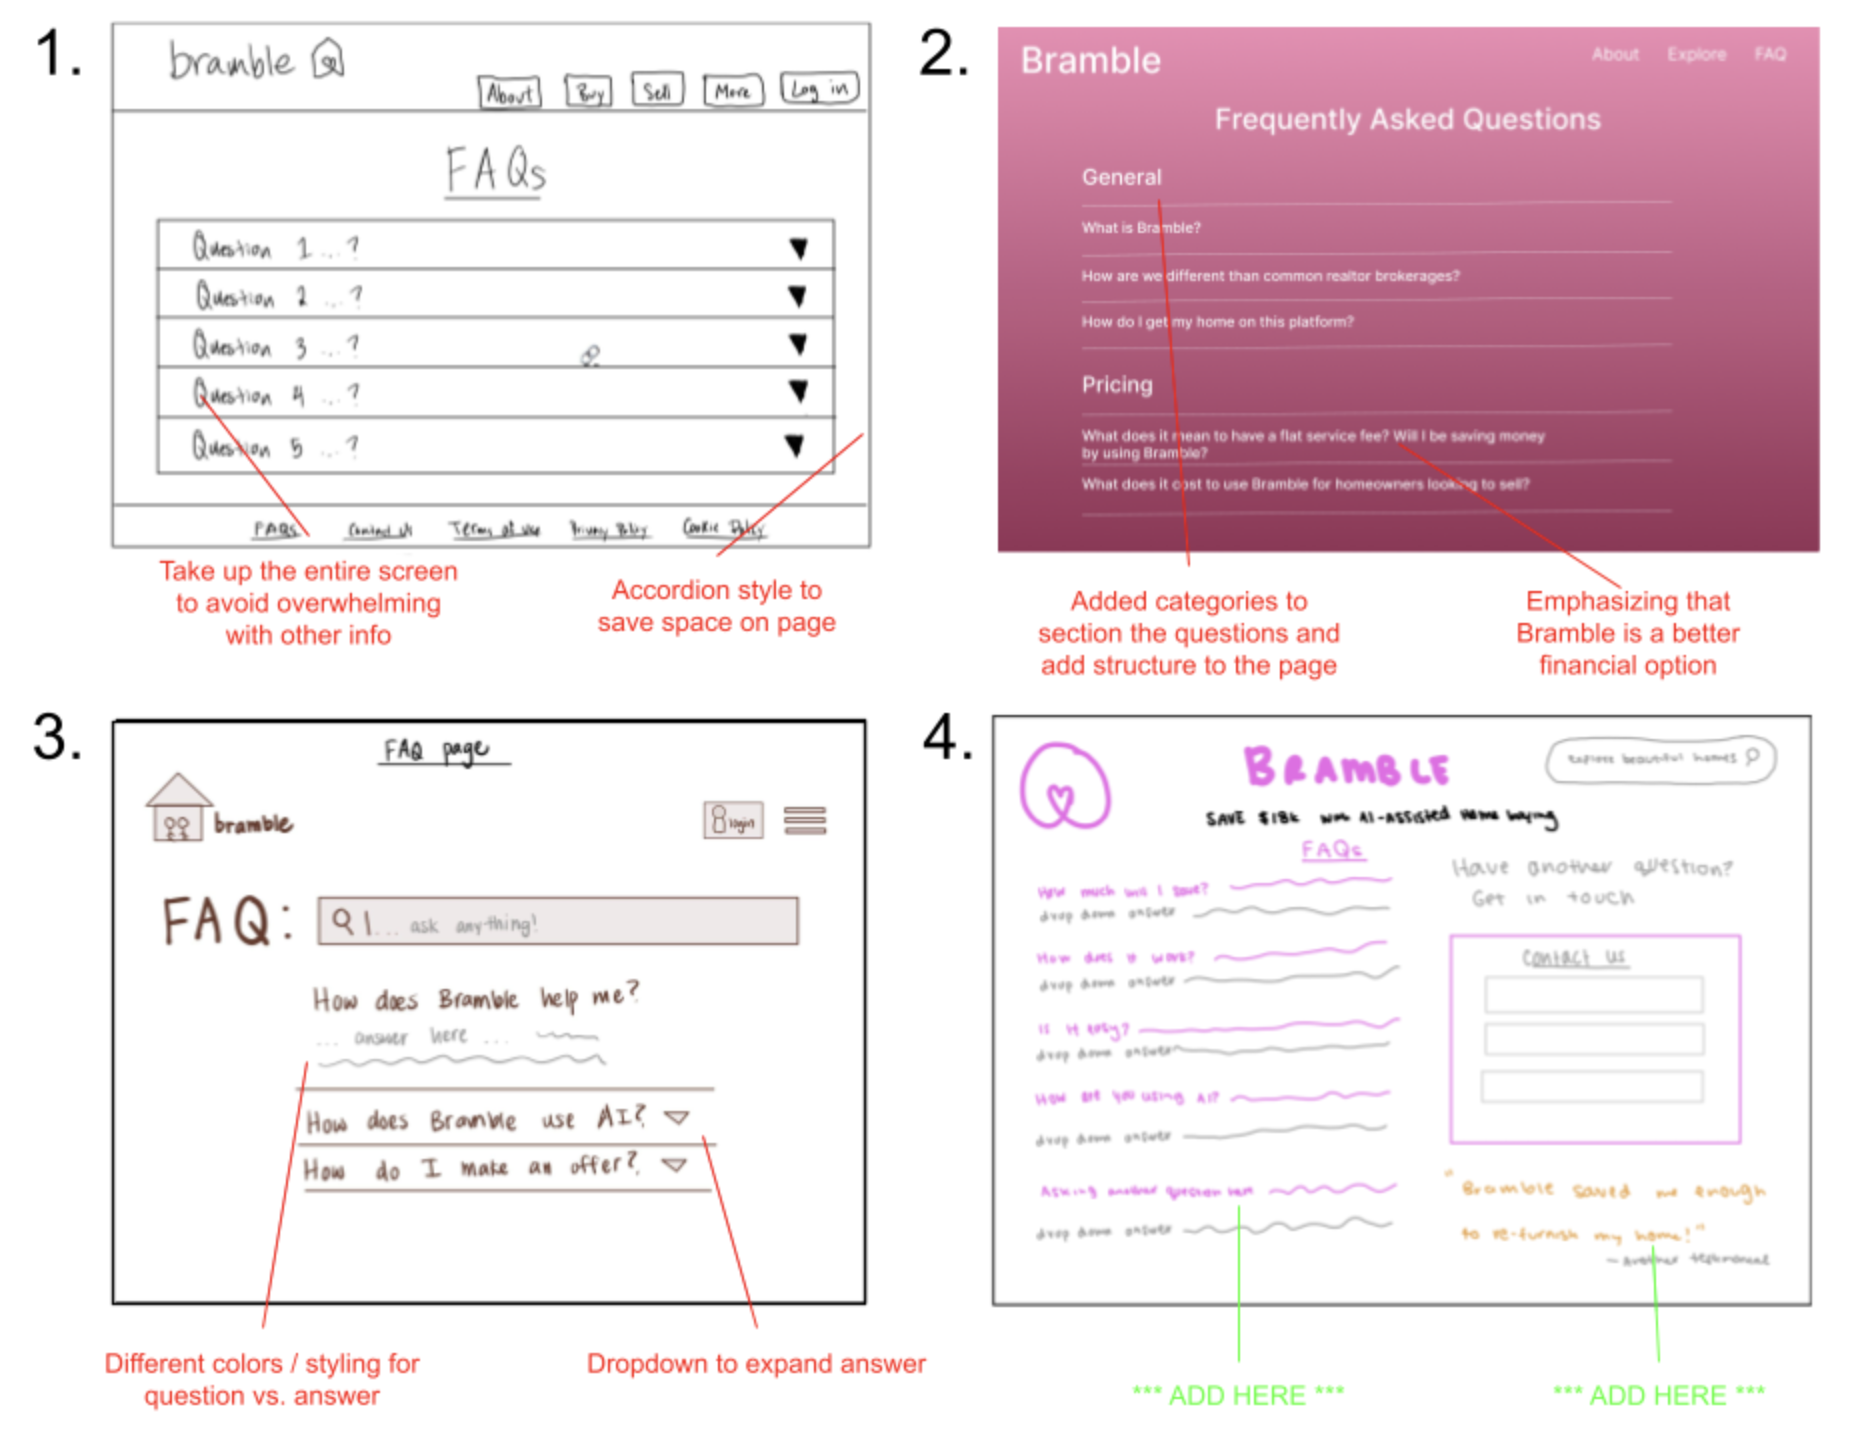 1.
bramble
About Buy Sell More Log in
FAQs
Question 1 ...?
Question 2 ...?
Question 3 ...?
Question 4 ...?
Question 5 ...?
FAQs Contact Us Terms of Use Privacy Policy Cookie Policy
Take up the entire screen
to avoid overwhelming
with other info
Accordion style to
save space on page
2.
Bramble
About Explore FAQ
Frequently Asked Questions
General
What is Bramble?
How are we different than common realtor brokerages?
How do I get my home on this platform?
Pricing
What does it mean to have a flat service fee? Will I be saving money
by using Bramble?
What does it cost to use Bramble for homeowners looking to sell?
Added categories to
section the questions and
add structure to the page
Emphasizing that
Bramble is a better
financial option
3.
FAQ page
bramble
login
FAQ:
... ask anything!
How does Bramble help me?
... answer here ...
How does Bramble use AI?
How do I make an offer?
Different colors / styling for
question vs. answer
Dropdown to expand answer
4.
BRAMBLE
explore beautiful homes
SAVE $18k with AI-Assisted Home buying
FAQs
How much will I save?
drop down answer
How does it work?
drop down answer
Is it easy?
drop down answer
How are you using AI?
drop down answer
Asking another question here
drop down answer
Have another question?
Get in touch
Contact us
"Bramble saved me enough
to re-furnish my home!"
- Another testimonial
*** ADD HERE ***
*** ADD HERE ***